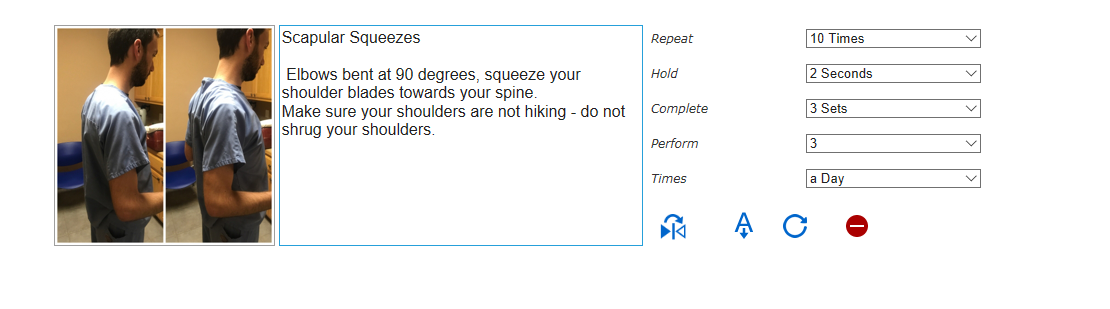 Scapular Squeezes
Elbows bent at 90 degrees, squeeze your
shoulder blades towards your spine.
Make sure your shoulders are not hiking - do not
shrug your shoulders.
Repeat 10 Times
Hold 2 Seconds
Complete 3 Sets
Perform 3
Times a Day
A